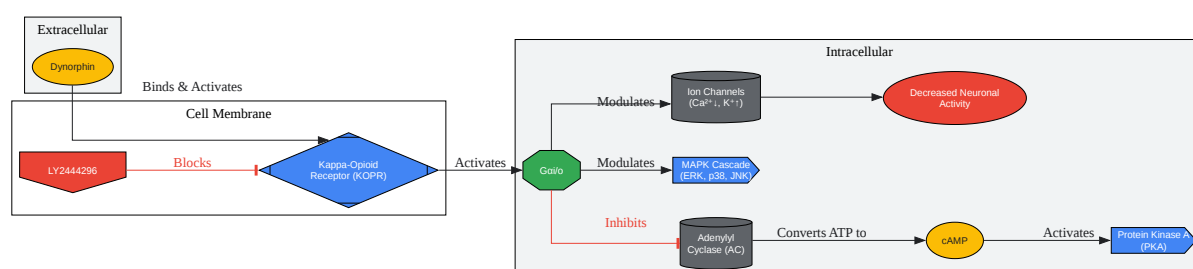 Extracellular
Dynorphin
Binds & Activates
Cell Membrane
LY2444296
Blocks
Kappa-Opioid
Receptor (KOPR)
Activates
Intracellular
Gαi/o
Modulates
Ion Channels
(Ca²⁺↓, K⁺↑)
Decreased Neuronal
Activity
Modulates
MAPK Cascade
(ERK, p38, JNK)
Inhibits
Adenylyl
Cyclase (AC)
Converts ATP to
cAMP
Activates
Protein Kinase A
(PKA)